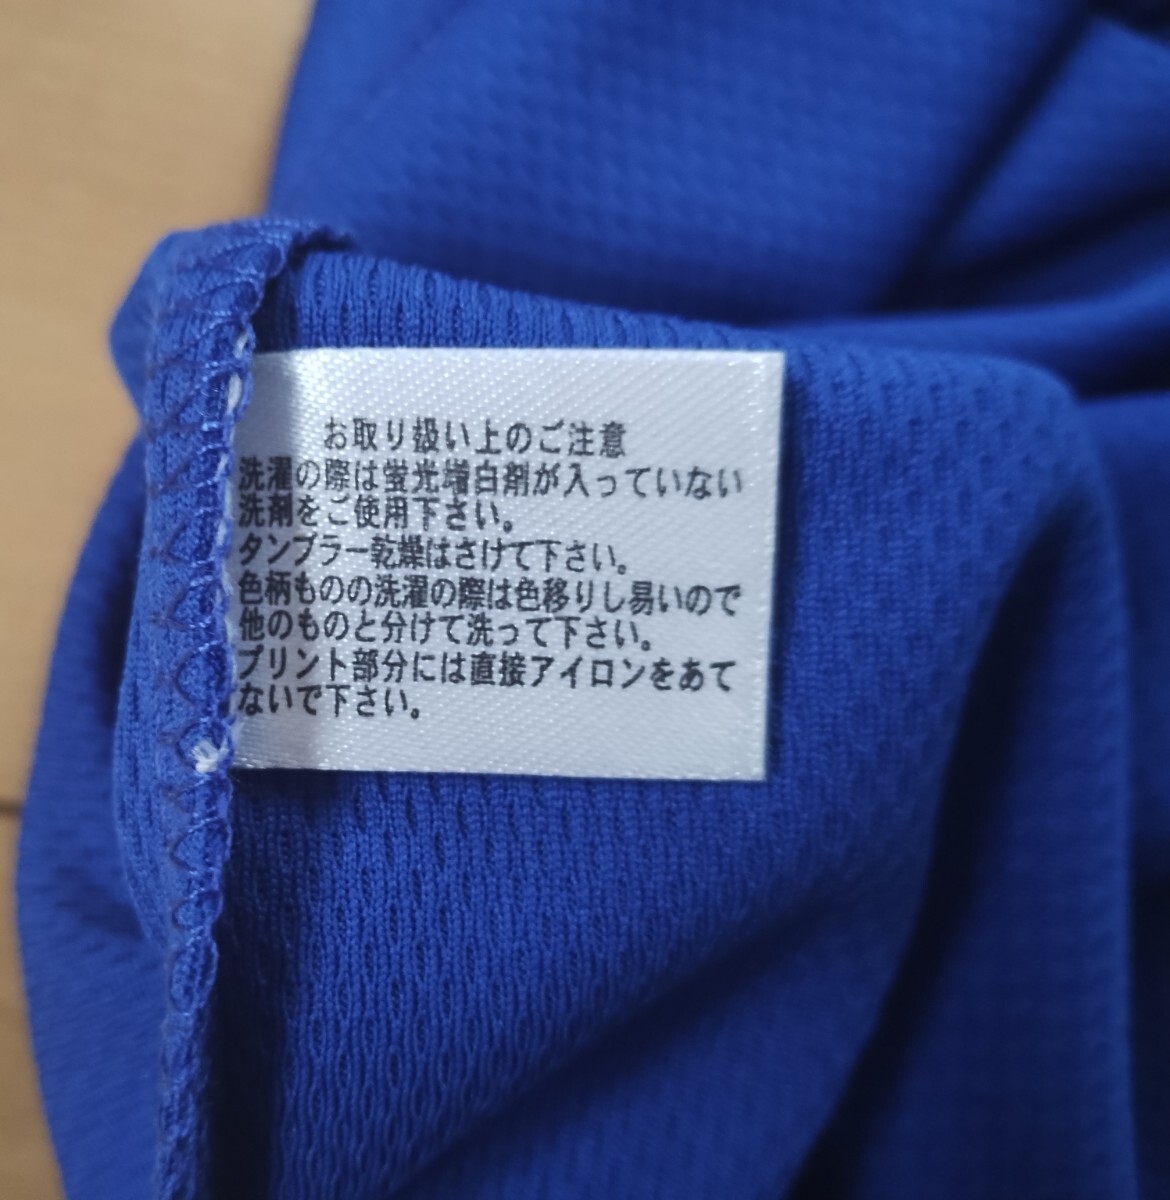 お取り扱い上のご注意
洗濯の際は蛍光増白剤が入っていない
洗剤をご使用下さい。
タンブラー乾燥はさけて下さい。
色柄ものの洗濯の際は色移りし易いので
他のものと分けて洗って下さい。
プリント部分には直接アイロンをあて
ないで下さい。